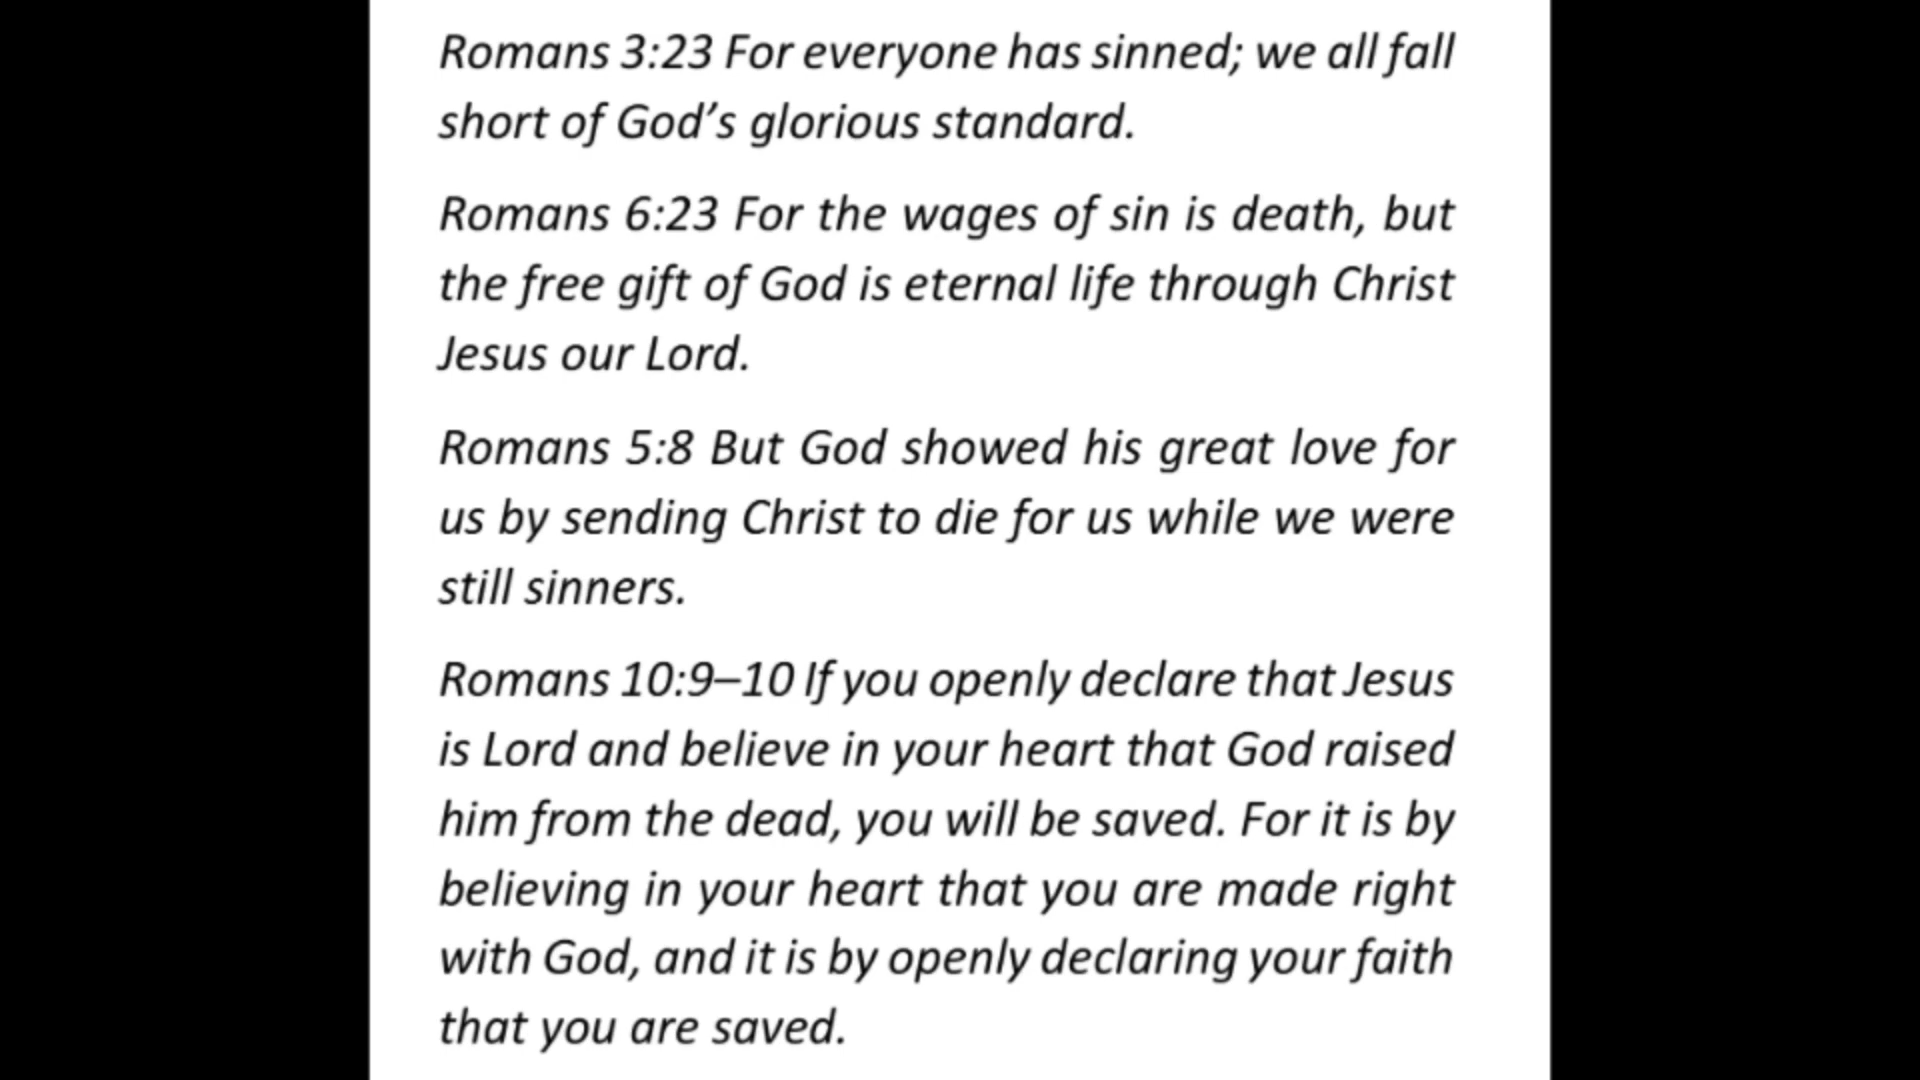 Romans 3:23 For everyone has sinned; we all fall
short of God’s glorious standard.
Romans 6:23 For the wages of sin is death, but
the free gift of God is eternal life through Christ
Jesus our Lord.
Romans 5:8 But God showed his great love for
us by sending Christ to die for us while we were
still sinners.
Romans 10:9–10 If you openly declare that Jesus
is Lord and believe in your heart that God raised
him from the dead, you will be saved. For it is by
believing in your heart that you are made right
with God, and it is by openly declaring your faith
that you are saved.